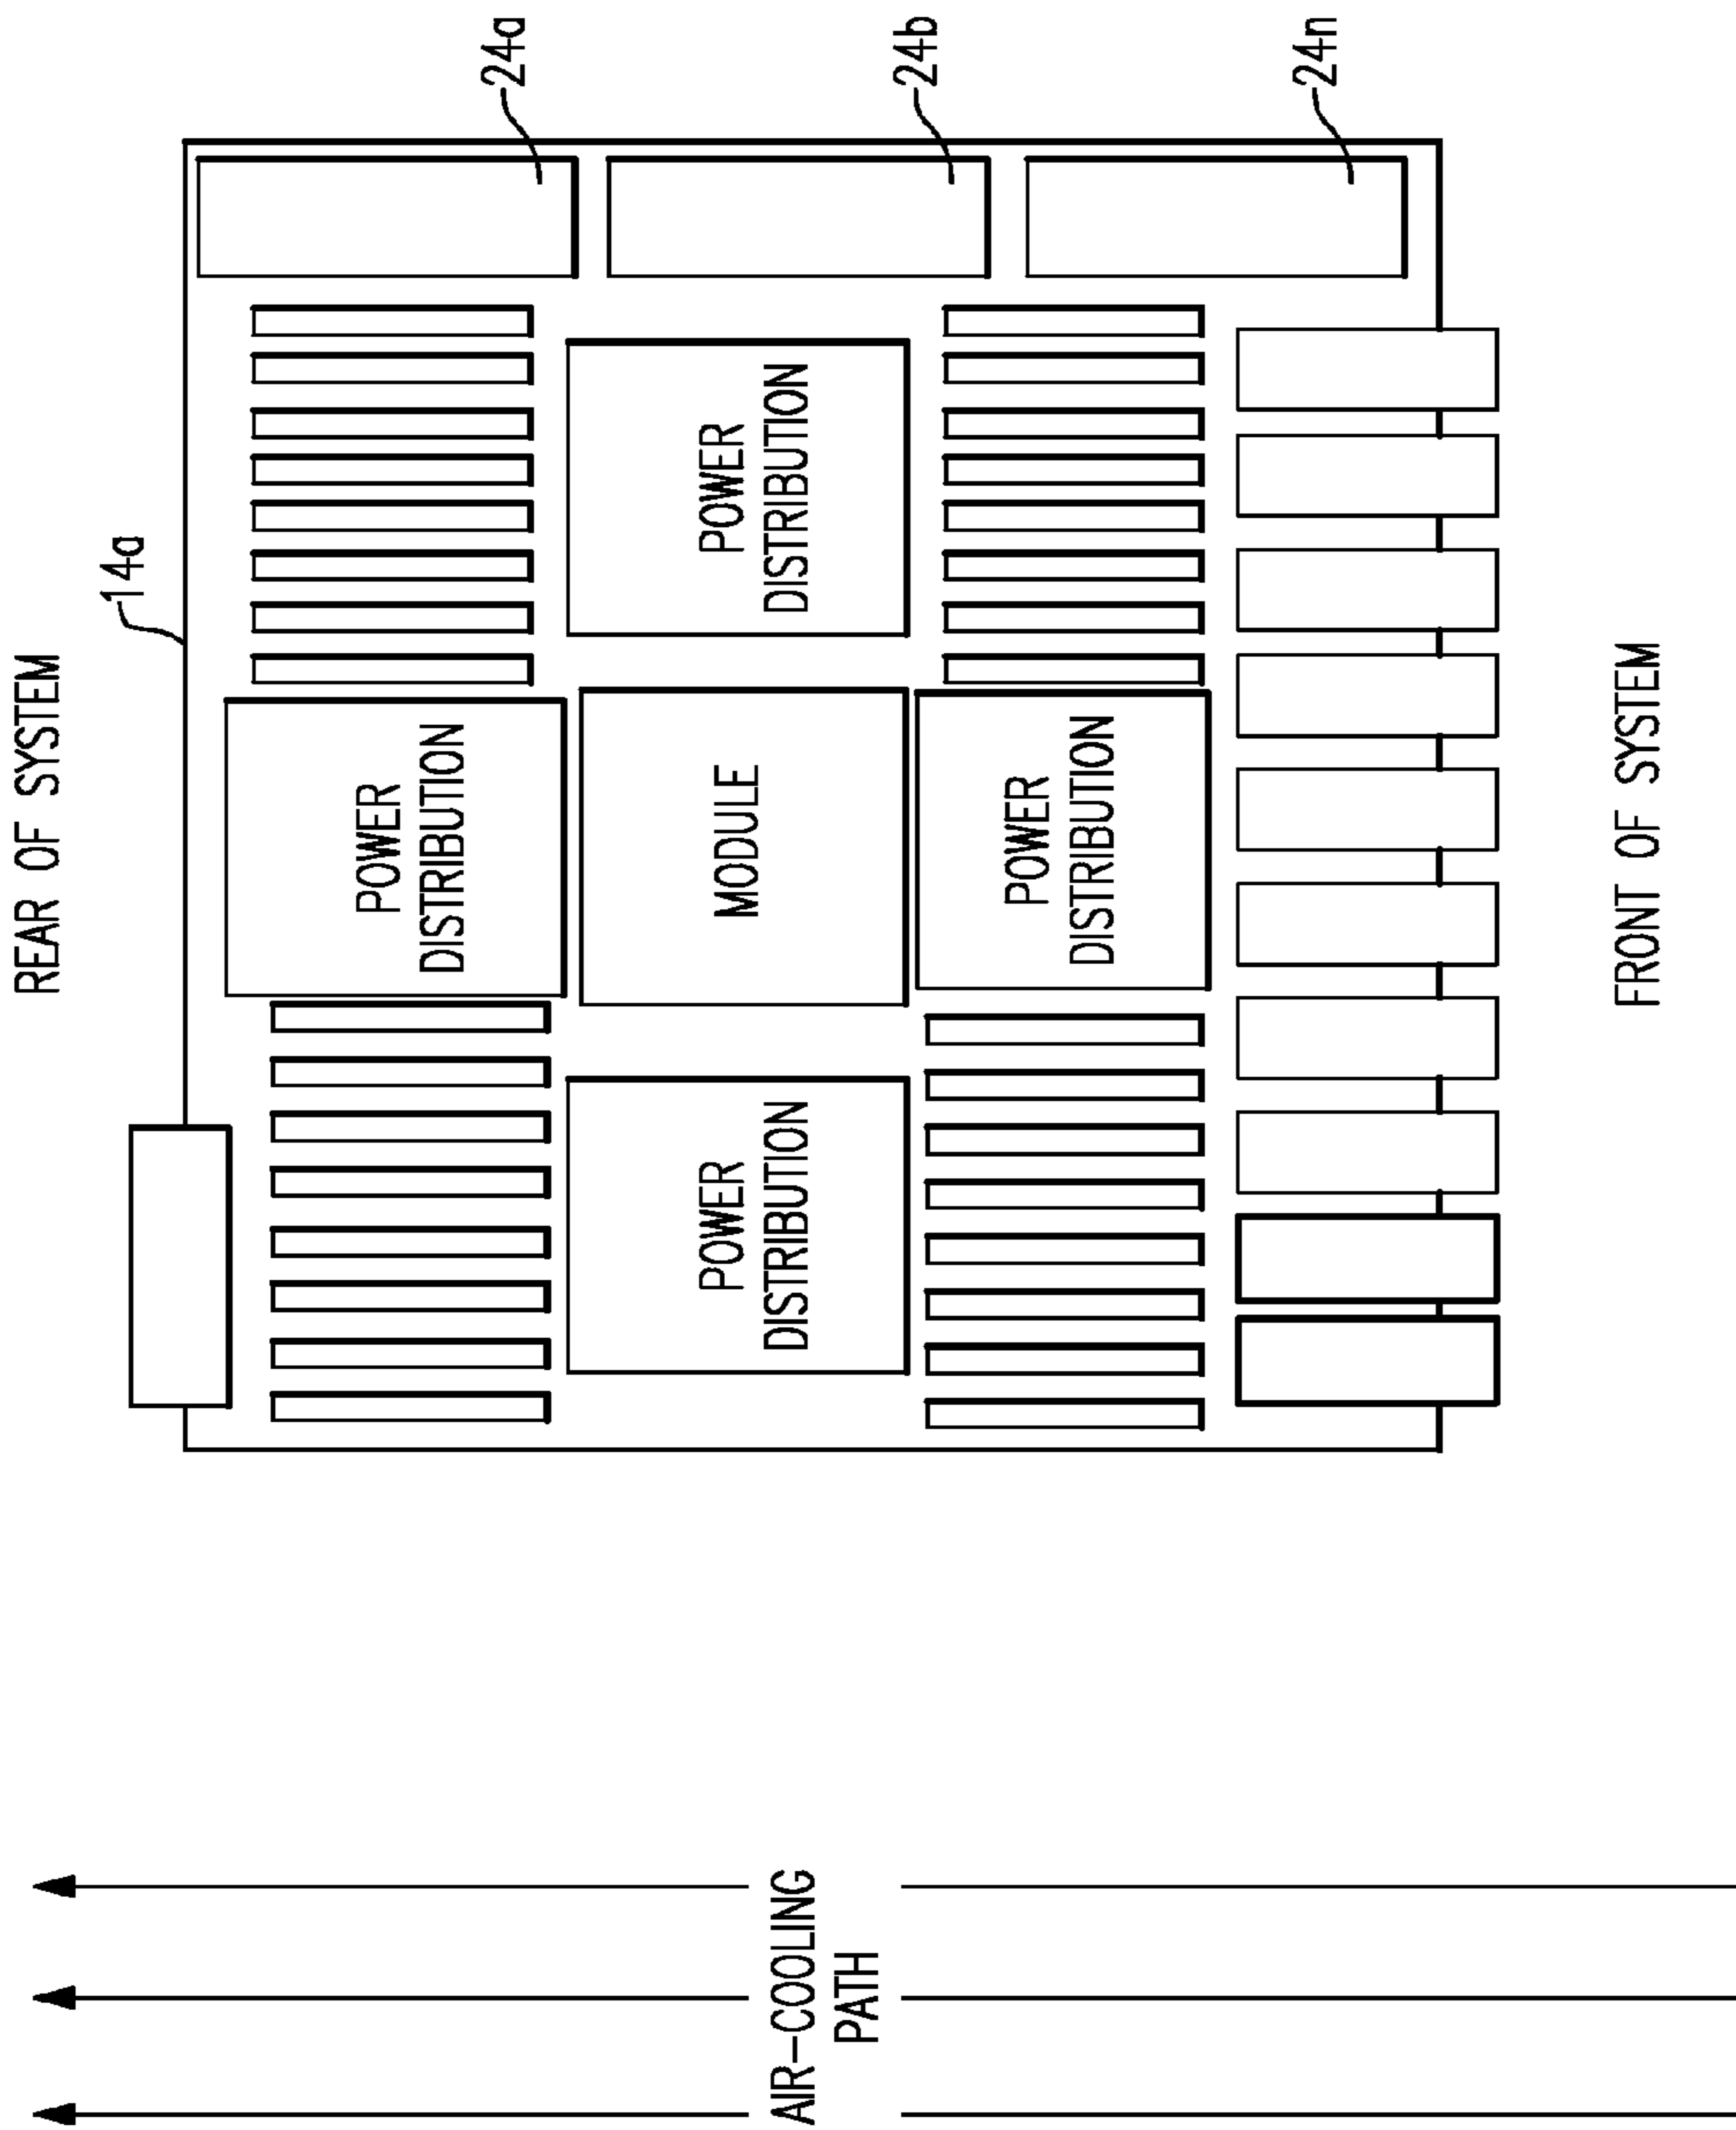 REAR OF SYSTEM
14a
24a
24b
24n
POWER
DISTRIBUTION
POWER
DISTRIBUTION
MODULE
POWER
DISTRIBUTION
POWER
DISTRIBUTION
FRONT OF SYSTEM
AIR-COOLING
PATH